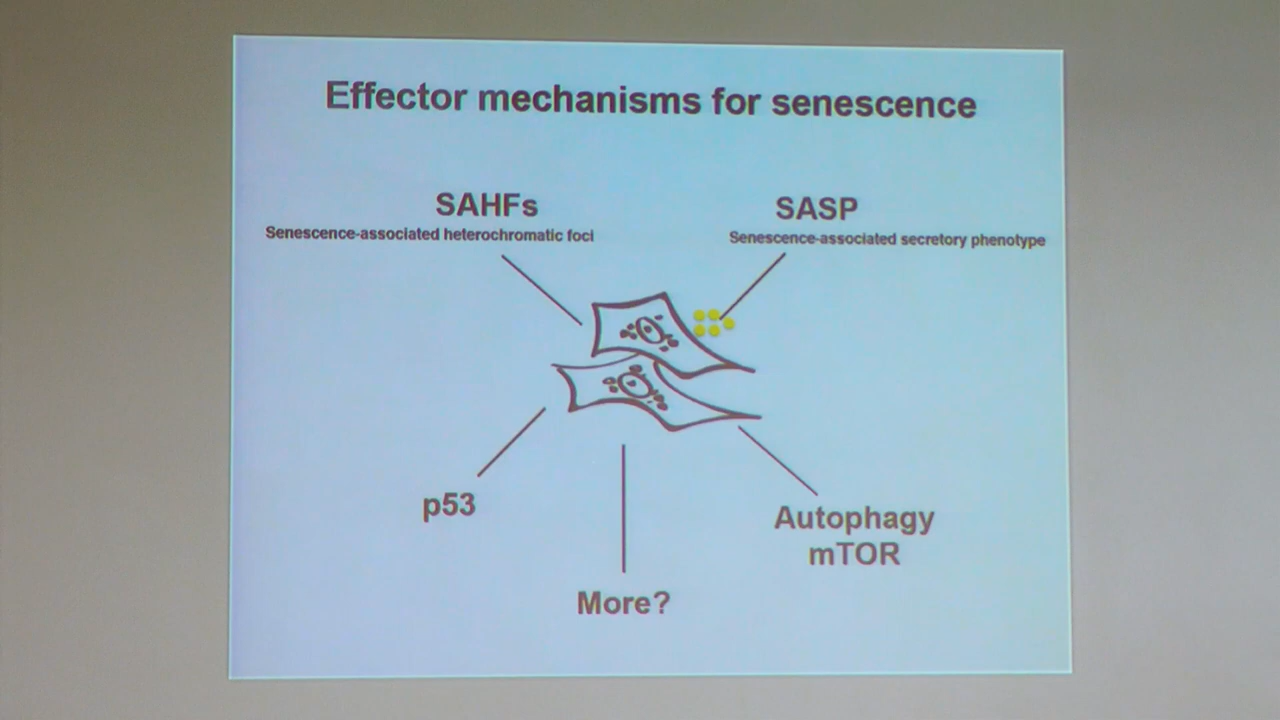 Effector mechanisms for senescence
SAHFs
Senescence-associated heterochromatic foci
SASP
Senescence-associated secretory phenotype
p53
Autophagy
mTOR
More?